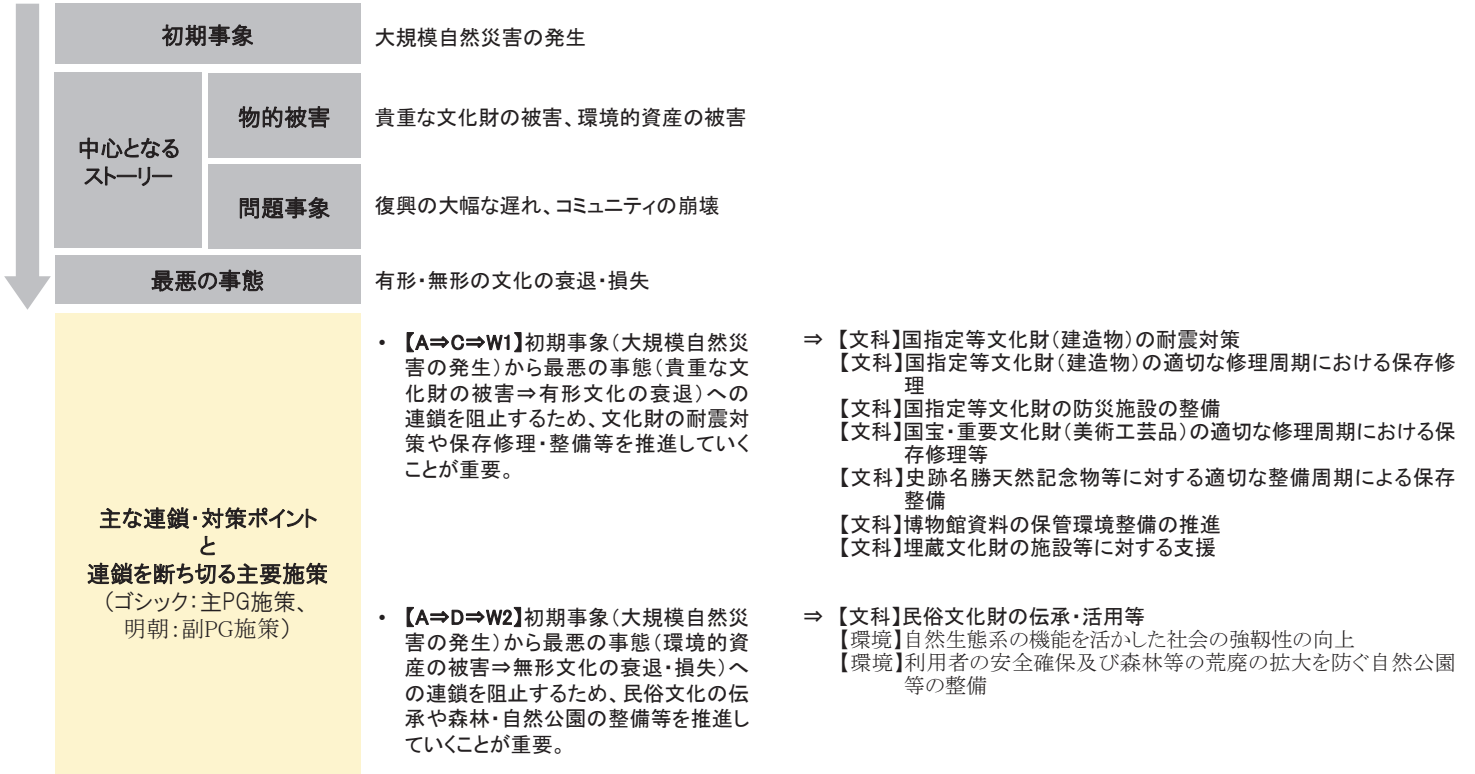 初期事象
大規模自然災害の発生
中心となる
ストーリー
物的被害
貴重な文化財の被害、環境的資産の被害
問題事象
復興の大幅な遅れ、コミュニティの崩壊
最悪の事態
有形・無形の文化の衰退・損失
主な連鎖・対策ポイント
と
連鎖を断ち切る主要施策
（ゴシック：主PG施策、
明朝：副PG施策）
・ 【A⇒C⇒W1】初期事象（大規模自然災
害の発生）から最悪の事態（貴重な文
化財の被害⇒有形文化の衰退）への
連鎖を阻止するため、文化財の耐震対
策や保存修理・整備等を推進していく
ことが重要。
⇒ 【文科】国指定等文化財（建造物）の耐震対策
【文科】国指定等文化財（建造物）の適切な修理周期における保存修
理
【文科】国指定等文化財の防災施設の整備
【文科】国宝・重要文化財（美術工芸品）の適切な修理周期における保
存修理等
【文科】史跡名勝天然記念物等に対する適切な整備周期による保存
整備
【文科】博物館資料の保管環境整備の推進
【文科】埋蔵文化財の施設等に対する支援
・ 【A⇒D⇒W2】初期事象（大規模自然災
害の発生）から最悪の事態（環境的資
産の被害⇒無形文化の衰退・損失）へ
の連鎖を阻止するため、民俗文化の伝
承や森林・自然公園の整備等を推進し
ていくことが重要。
⇒ 【文科】民俗文化財の伝承・活用等
【環境】自然生態系の機能を活かした社会の強靱性の向上
【環境】利用者の安全確保及び森林等の荒廃の拡大を防ぐ自然公園
等の整備